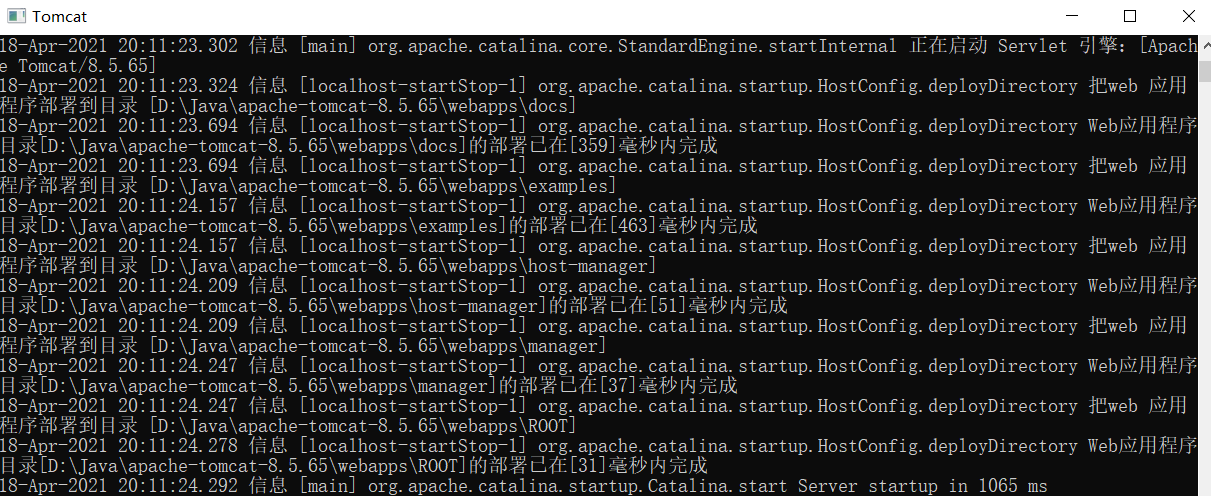 Tomcat
18-Apr-2021 20:11:23.302 信息 [main] org.apache.catalina.core.StandardEngine.startInternal 正在启动 Servlet 引擎：[Apach
e Tomcat/8.5.65]
18-Apr-2021 20:11:23.324 信息 [localhost-startStop-1] org.apache.catalina.startup.HostConfig.deployDirectory 把web 应用
程序部署到目录 [D:\Java\apache-tomcat-8.5.65\webapps\docs]
18-Apr-2021 20:11:23.694 信息 [localhost-startStop-1] org.apache.catalina.startup.HostConfig.deployDirectory Web应用程序
目录[D:\Java\apache-tomcat-8.5.65\webapps\docs]的部署已在[359]毫秒内完成
18-Apr-2021 20:11:23.694 信息 [localhost-startStop-1] org.apache.catalina.startup.HostConfig.deployDirectory 把web 应用
程序部署到目录 [D:\Java\apache-tomcat-8.5.65\webapps\examples]
18-Apr-2021 20:11:24.157 信息 [localhost-startStop-1] org.apache.catalina.startup.HostConfig.deployDirectory Web应用程序
目录[D:\Java\apache-tomcat-8.5.65\webapps\examples]的部署已在[463]毫秒内完成
18-Apr-2021 20:11:24.157 信息 [localhost-startStop-1] org.apache.catalina.startup.HostConfig.deployDirectory 把web 应用
程序部署到目录 [D:\Java\apache-tomcat-8.5.65\webapps\host-manager]
18-Apr-2021 20:11:24.209 信息 [localhost-startStop-1] org.apache.catalina.startup.HostConfig.deployDirectory Web应用程序
目录[D:\Java\apache-tomcat-8.5.65\webapps\host-manager]的部署已在[51]毫秒内完成
18-Apr-2021 20:11:24.209 信息 [localhost-startStop-1] org.apache.catalina.startup.HostConfig.deployDirectory 把web 应用
程序部署到目录 [D:\Java\apache-tomcat-8.5.65\webapps\manager]
18-Apr-2021 20:11:24.247 信息 [localhost-startStop-1] org.apache.catalina.startup.HostConfig.deployDirectory Web应用程序
目录[D:\Java\apache-tomcat-8.5.65\webapps\manager]的部署已在[37]毫秒内完成
18-Apr-2021 20:11:24.247 信息 [localhost-startStop-1] org.apache.catalina.startup.HostConfig.deployDirectory 把web 应用
程序部署到目录 [D:\Java\apache-tomcat-8.5.65\webapps\ROOT]
18-Apr-2021 20:11:24.278 信息 [localhost-startStop-1] org.apache.catalina.startup.HostConfig.deployDirectory Web应用程序
目录[D:\Java\apache-tomcat-8.5.65\webapps\ROOT]的部署已在[31]毫秒内完成
18-Apr-2021 20:11:24.292 信息 [main] org.apache.catalina.startup.Catalina.start Server startup in 1065 ms